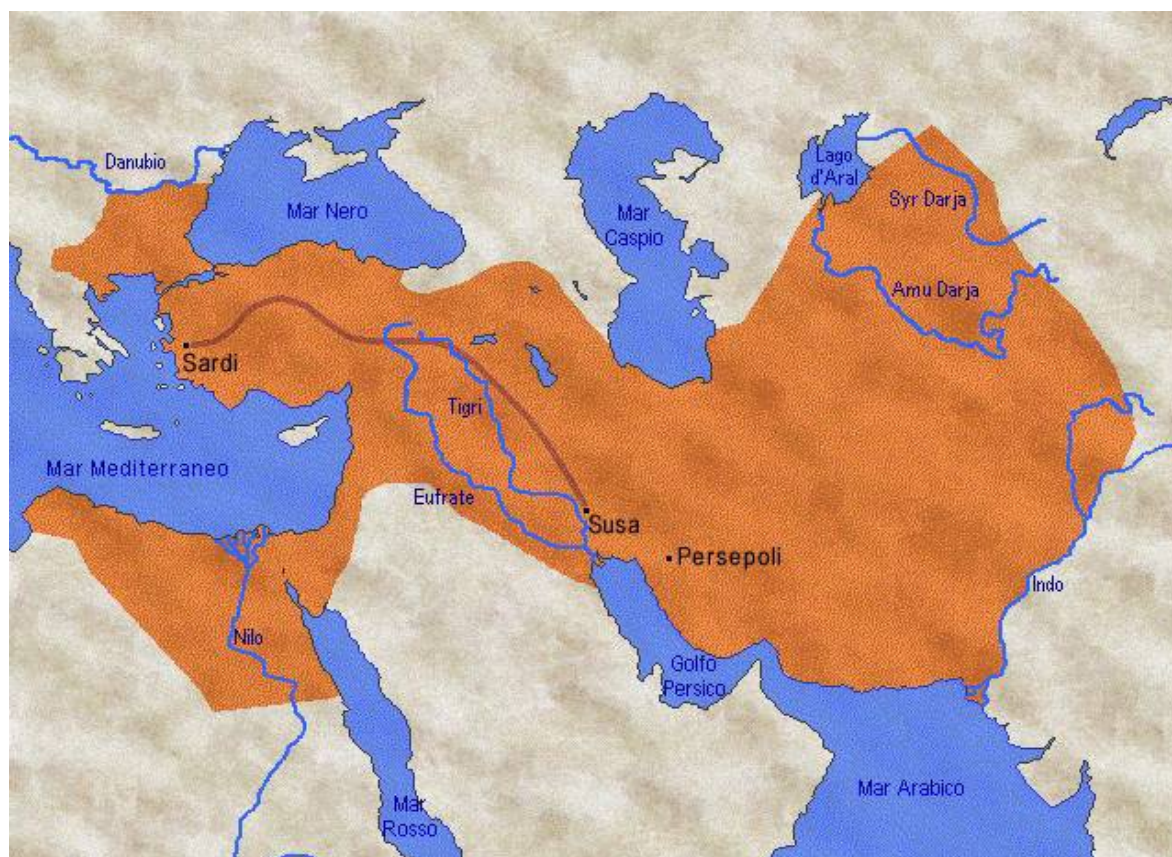 Danubio
Mar Nero
Mar
Caspio
Lago
d'Aral
Syr Darja
Amu Darja
Sardi
Tigri
Mar Mediterraneo
Eufrate
Susa
Persepoli
Indo
Nilo
Golfo
Persico
Mar Arabico
Mar
Rosso